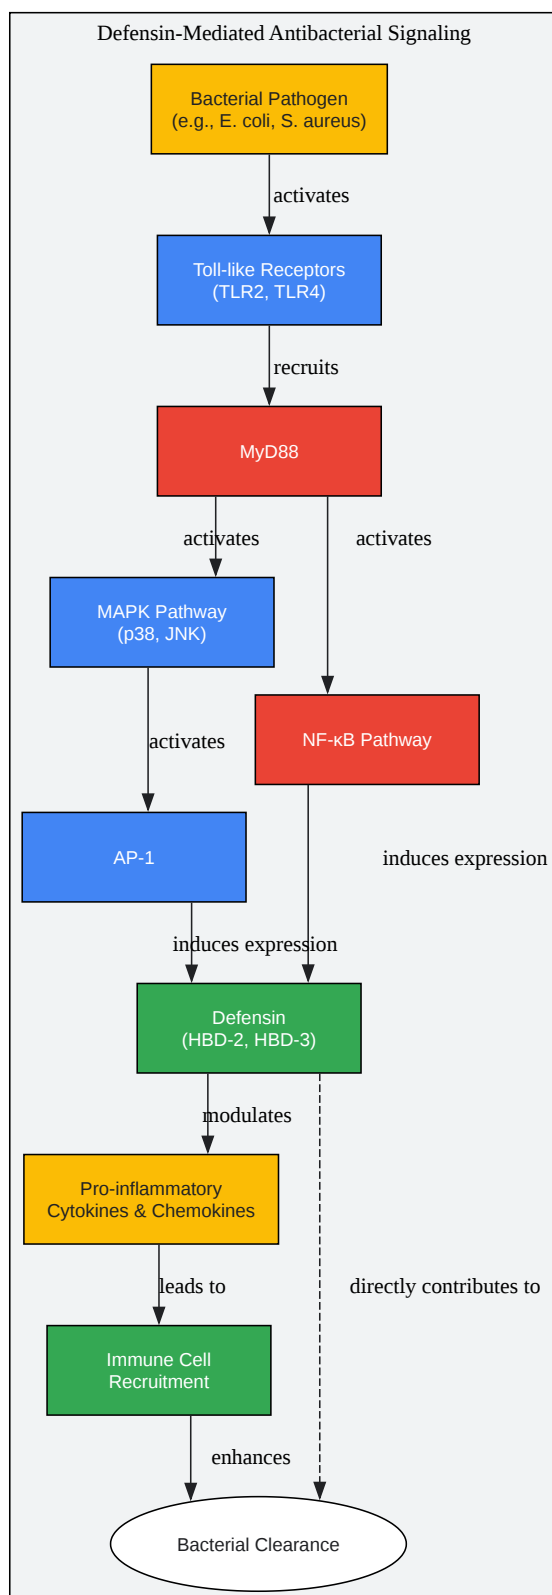 Defensin-Mediated Antibacterial Signaling
Bacterial Pathogen
(e.g., E. coli, S. aureus)
activates
Toll-like Receptors
(TLR2, TLR4)
recruits
MyD88
activates
activates
MAPK Pathway
(p38, JNK)
NF-κB Pathway
activates
AP-1
induces expression
induces expression
Defensin
(HBD-2, HBD-3)
modulates
Pro-inflammatory
Cytokines & Chemokines
leads to
directly contributes to
Immune Cell
Recruitment
enhances
Bacterial Clearance